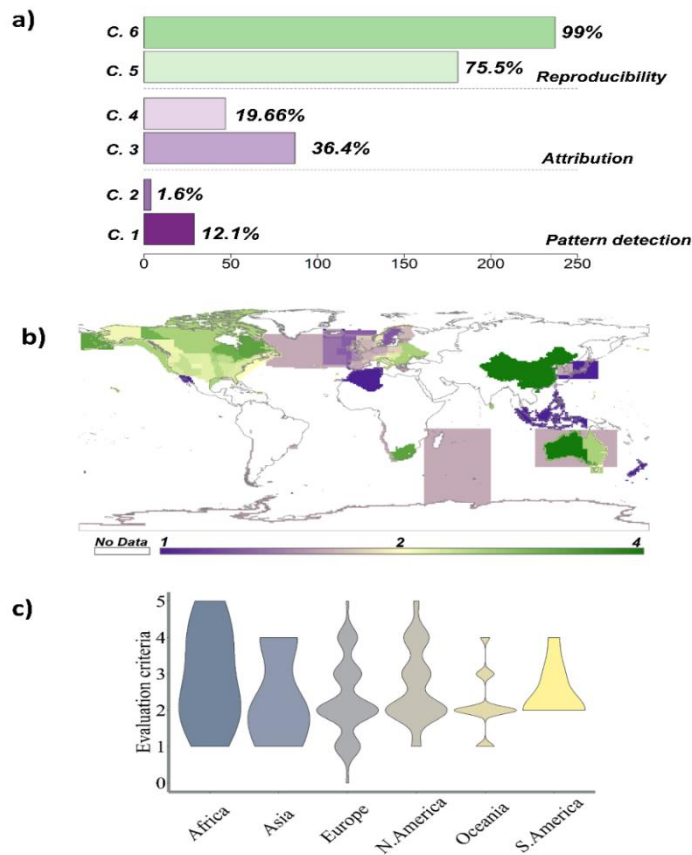 a)
C. 6 99%
C. 5 75.5%
Reproducibility
C. 4 19.66%
C. 3 36.4%
Attribution
C. 2 1.6%
C. 1 12.1%
Pattern detection
0 50 100 150 200 250
b)
No Data 1 2 4
c)
Evaluation criteria
5
4
3
2
1
0
Africa Asia Europe N.America Oceania S.America